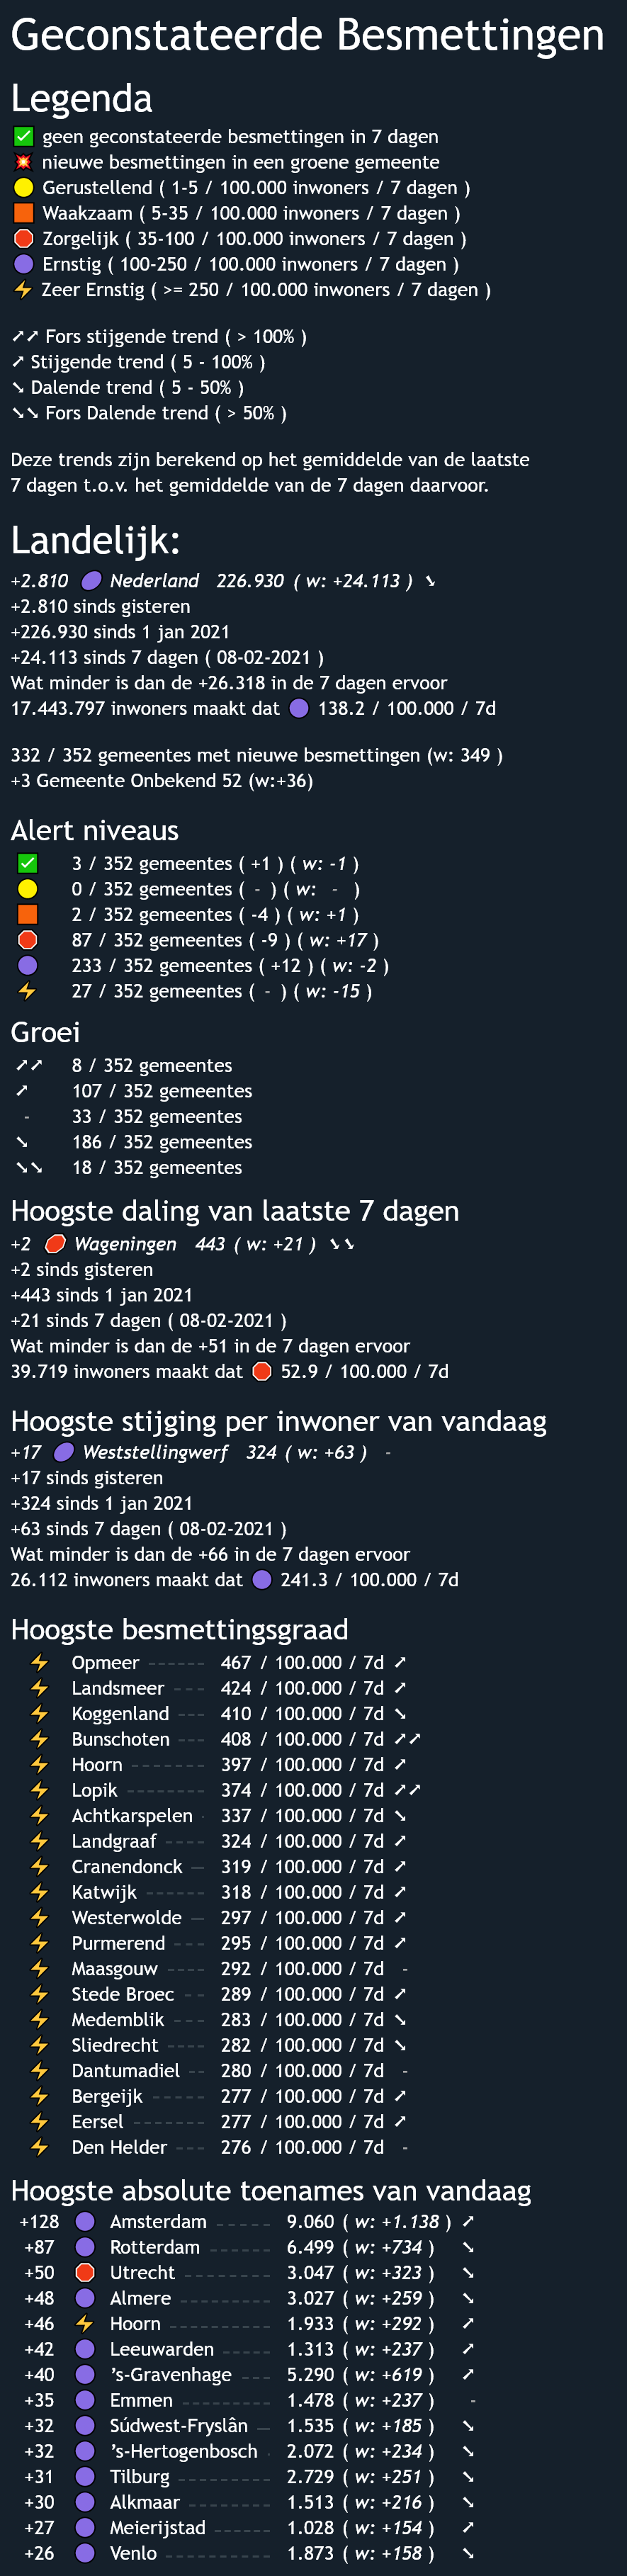 Geconstateerde Besmettingen
Legenda
✅ geen geconstateerde besmettingen in 7 dagen
💥 nieuwe besmettingen in een groene gemeente
🟡 Gerustellend ( 1-5 / 100.000 inwoners / 7 dagen )
🟧 Waakzaam ( 5-35 / 100.000 inwoners / 7 dagen )
🛑 Zorgelijk ( 35-100 / 100.000 inwoners / 7 dagen )
🟣 Ernstig ( 100-250 / 100.000 inwoners / 7 dagen )
⚡ Zeer Ernstig ( >= 250 / 100.000 inwoners / 7 dagen )
➚➚ Fors stijgende trend ( > 100% )
➚ Stijgende trend ( 5 - 100% )
➘ Dalende trend ( 5 - 50% )
➘➘ Fors Dalende trend ( > 50% )
Deze trends zijn berekend op het gemiddelde van de laatste
7 dagen t.o.v. het gemiddelde van de 7 dagen daarvoor.
Landelijk:
+2.810 🟣 Nederland 226.930 ( w: +24.113 ) ➘
+2.810 sinds gisteren
+226.930 sinds 1 jan 2021
+24.113 sinds 7 dagen ( 08-02-2021 )
Wat minder is dan de +26.318 in de 7 dagen ervoor
17.443.797 inwoners maakt dat 🟣 138.2 / 100.000 / 7d
332 / 352 gemeentes met nieuwe besmettingen (w: 349 )
+3 Gemeente Onbekend 52 (w:+36)
Alert niveaus
✅ 3 / 352 gemeentes ( +1 ) ( w: -1 )
🟡 0 / 352 gemeentes ( - ) ( w: - )
🟧 2 / 352 gemeentes ( -4 ) ( w: +1 )
🛑 87 / 352 gemeentes ( -9 ) ( w: +17 )
🟣 233 / 352 gemeentes ( +12 ) ( w: -2 )
⚡ 27 / 352 gemeentes ( - ) ( w: -15 )
Groei
➚➚ 8 / 352 gemeentes
➚ 107 / 352 gemeentes
- 33 / 352 gemeentes
➘ 186 / 352 gemeentes
➘➘ 18 / 352 gemeentes
Hoogste daling van laatste 7 dagen
+2 🛑 Wageningen 443 ( w: +21 ) ➘➘
+2 sinds gisteren
+443 sinds 1 jan 2021
+21 sinds 7 dagen ( 08-02-2021 )
Wat minder is dan de +51 in de 7 dagen ervoor
39.719 inwoners maakt dat 🛑 52.9 / 100.000 / 7d
Hoogste stijging per inwoner van vandaag
+17 🟣 Weststellingwerf 324 ( w: +63 ) -
+17 sinds gisteren
+324 sinds 1 jan 2021
+63 sinds 7 dagen ( 08-02-2021 )
Wat minder is dan de +66 in de 7 dagen ervoor
26.112 inwoners maakt dat 🟣 241.3 / 100.000 / 7d
Hoogste besmettingsgraad
⚡ Opmeer ------ 467 / 100.000 / 7d ➚
⚡ Landsmeer --- 424 / 100.000 / 7d ➚
⚡ Koggenland --- 410 / 100.000 / 7d ➘
⚡ Bunschoten --- 408 / 100.000 / 7d ➚➚
⚡ Hoorn ------- 397 / 100.000 / 7d ➚
⚡ Lopik -------- 374 / 100.000 / 7d ➚➚
⚡ Achtkarspelen - 337 / 100.000 / 7d ➘
⚡ Landgraaf ---- 324 / 100.000 / 7d ➚
⚡ Cranendonck -- 319 / 100.000 / 7d ➚
⚡ Katwijk ------ 318 / 100.000 / 7d ➚
⚡ Westerwolde -- 297 / 100.000 / 7d ➚
⚡ Purmerend --- 295 / 100.000 / 7d ➚
⚡ Maasgouw ---- 292 / 100.000 / 7d -
⚡ Stede Broec -- 289 / 100.000 / 7d ➚
⚡ Medemblik --- 283 / 100.000 / 7d ➘
⚡ Sliedrecht ---- 282 / 100.000 / 7d ➘
⚡ Dantumadiel -- 280 / 100.000 / 7d -
⚡ Bergeijk ------ 277 / 100.000 / 7d ➚
⚡ Eersel ------- 277 / 100.000 / 7d ➚
⚡ Den Helder --- 276 / 100.000 / 7d -
Hoogste absolute toenames van vandaag
+128 🟣 Amsterdam ------ 9.060 ( w: +1.138 ) ➚
+87 🟣 Rotterdam ------- 6.499 ( w: +734 ) ➘
+50 🛑 Utrecht --------- 3.047 ( w: +323 ) ➘
+48 🟣 Almere ---------- 3.027 ( w: +259 ) ➘
+46 ⚡ Hoorn ----------- 1.933 ( w: +292 ) ➚
+42 🟣 Leeuwarden ----- 1.313 ( w: +237 ) ➚
+40 🟣 's-Gravenhage --- 5.290 ( w: +619 ) ➚
+35 🟣 Emmen --------- 1.478 ( w: +237 ) -
+32 🟣 Súdwest-Fryslân -- 1.535 ( w: +185 ) ➘
+32 🟣 's-Hertogenbosch - 2.072 ( w: +234 ) ➘
+31 🟣 Tilburg ---------- 2.729 ( w: +251 ) ➘
+30 🟣 Alkmaar --------- 1.513 ( w: +216 ) ➘
+27 🟣 Meierijstad ------ 1.028 ( w: +154 ) ➚
+26 🟣 Venlo ----------- 1.873 ( w: +158 ) ➘